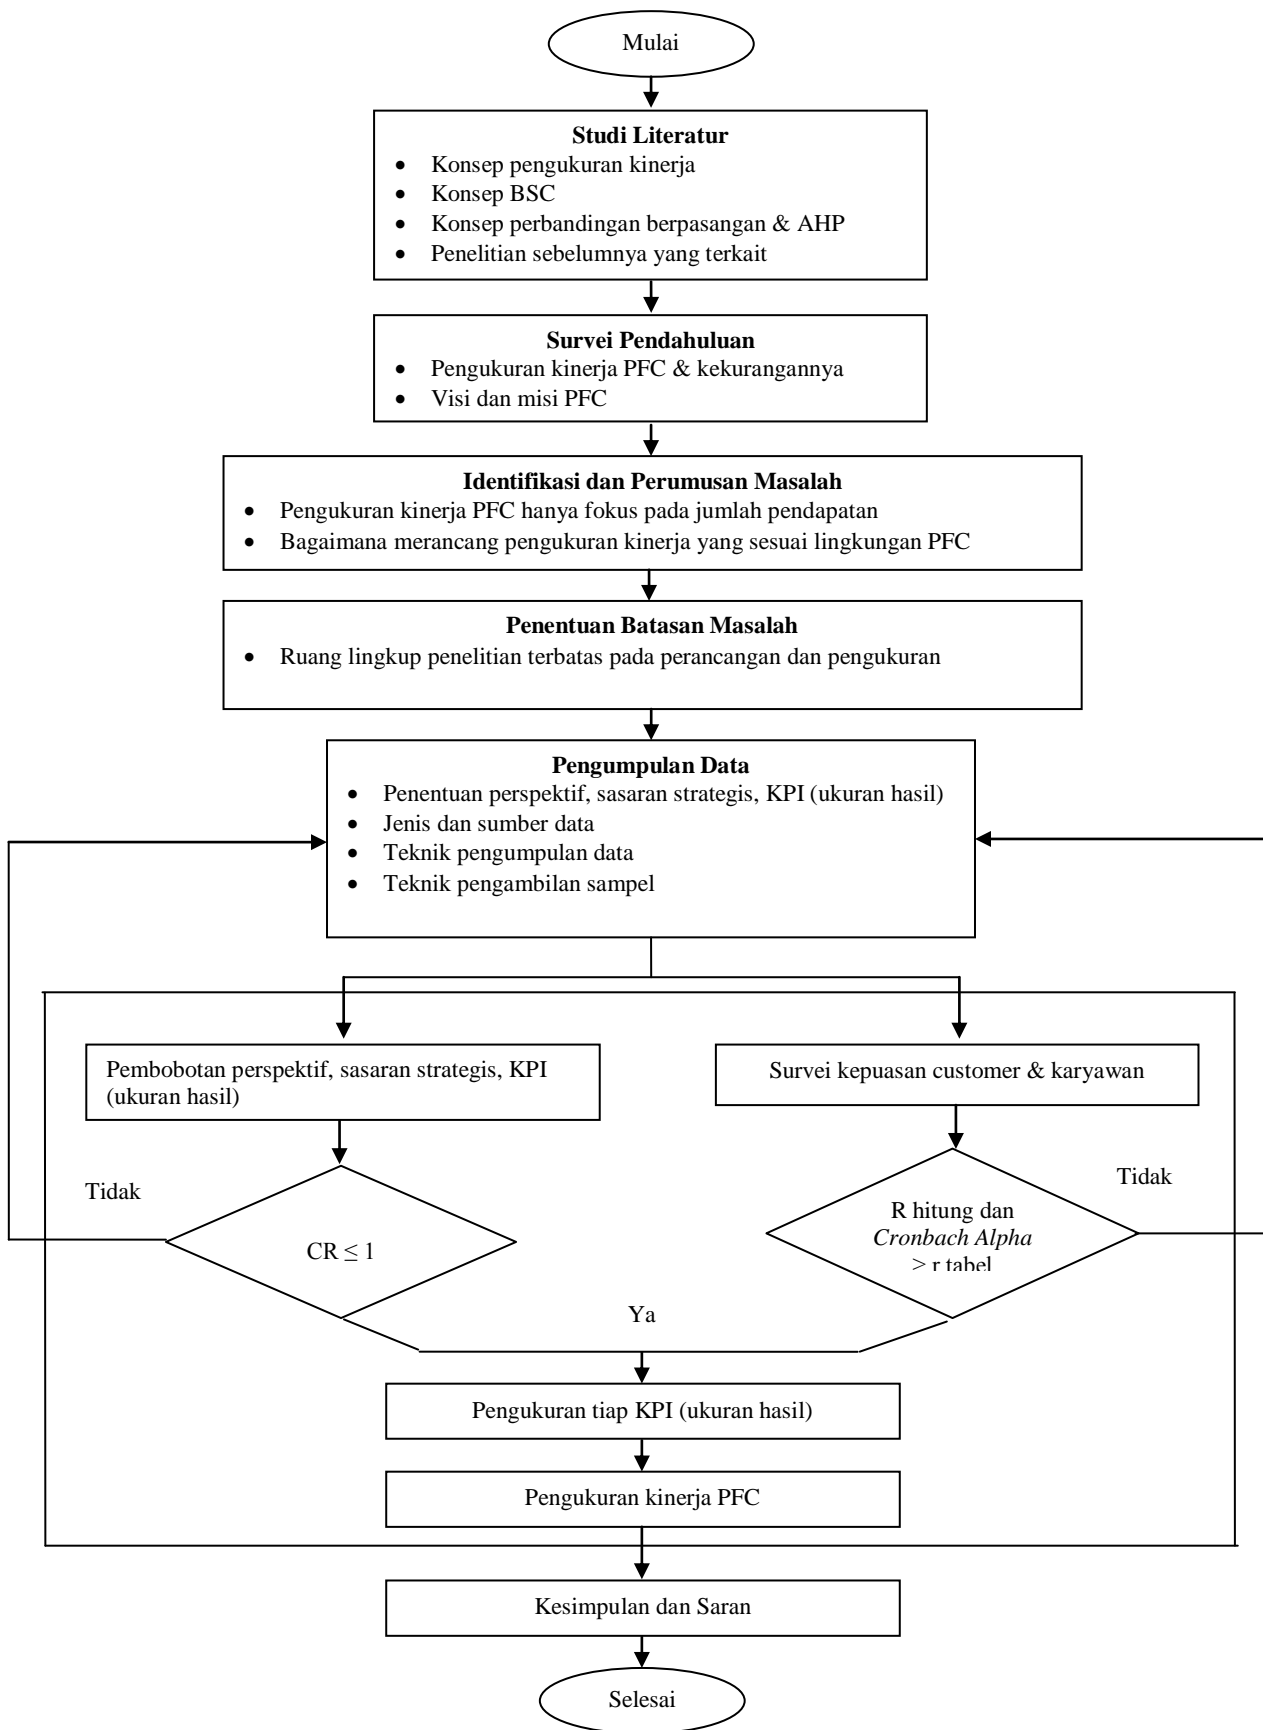 Mulai
Studi Literatur
• Konsep pengukuran kinerja
• Konsep BSC
• Konsep perbandingan berpasangan & AHP
• Penelitian sebelumnya yang terkait
Survei Pendahuluan
• Pengukuran kinerja PFC & kekurangannya
• Visi dan misi PFC
Identifikasi dan Perumusan Masalah
• Pengukuran kinerja PFC hanya fokus pada jumlah pendapatan
• Bagaimana merancang pengukuran kinerja yang sesuai lingkungan PFC
Penentuan Batasan Masalah
• Ruang lingkup penelitian terbatas pada perancangan dan pengukuran
Pengumpulan Data
• Penentuan perspektif, sasaran strategis, KPI (ukuran hasil)
• Jenis dan sumber data
• Teknik pengumpulan data
• Teknik pengambilan sampel
Pembobotan perspektif, sasaran strategis, KPI
(ukuran hasil)
Survei kepuasan customer & karyawan
Tidak
CR ≤ 1
R hitung dan
Cronbach Alpha
> r tabel
Tidak
Ya
Pengukuran tiap KPI (ukuran hasil)
Pengukuran kinerja PFC
Kesimpulan dan Saran
Selesai